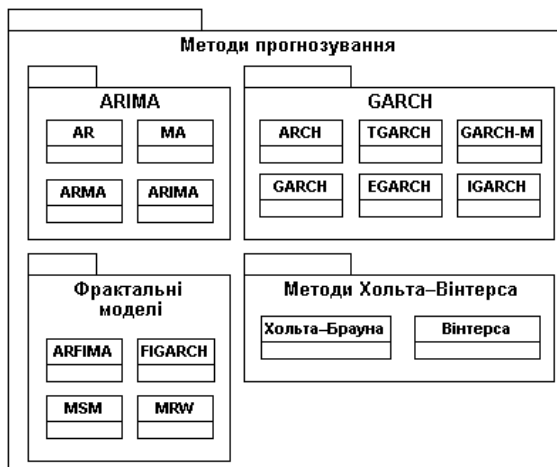 Методи прогнозування
ARIMA
AR MA
ARMA ARIMA
GARCH
ARCH TGARCH GARCH-M
GARCH EGARCH IGARCH
Фрактальні
моделі
ARFIMA FIGARCH
MSM MRW
Методи Хольта–Вінтерса
Хольта–Брауна Вінтерса